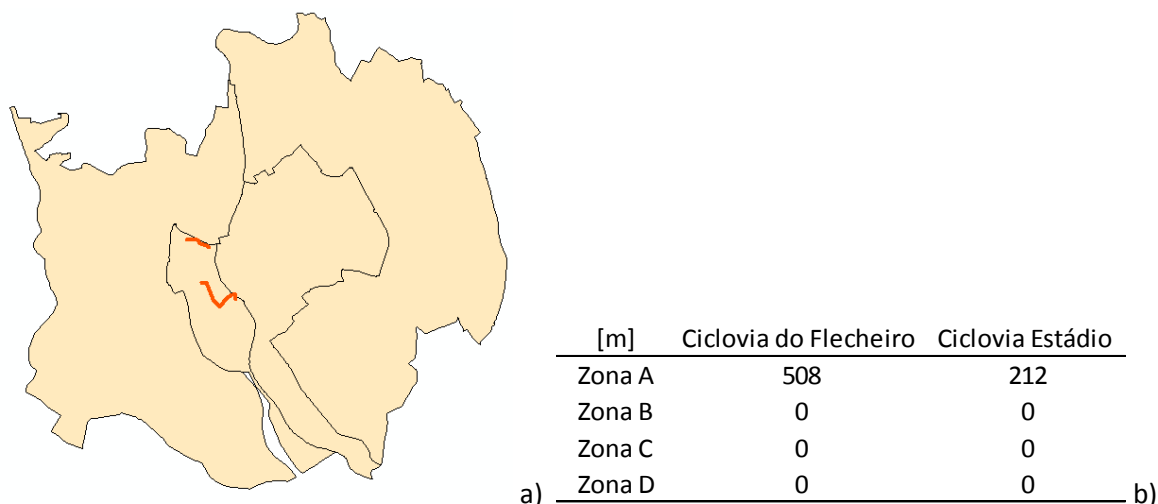 [m] Ciclovia do Flecheiro Ciclovia Estádio
Zona A 508 212
Zona B 0 0
Zona C 0 0
a) Zona D 0 0 b)